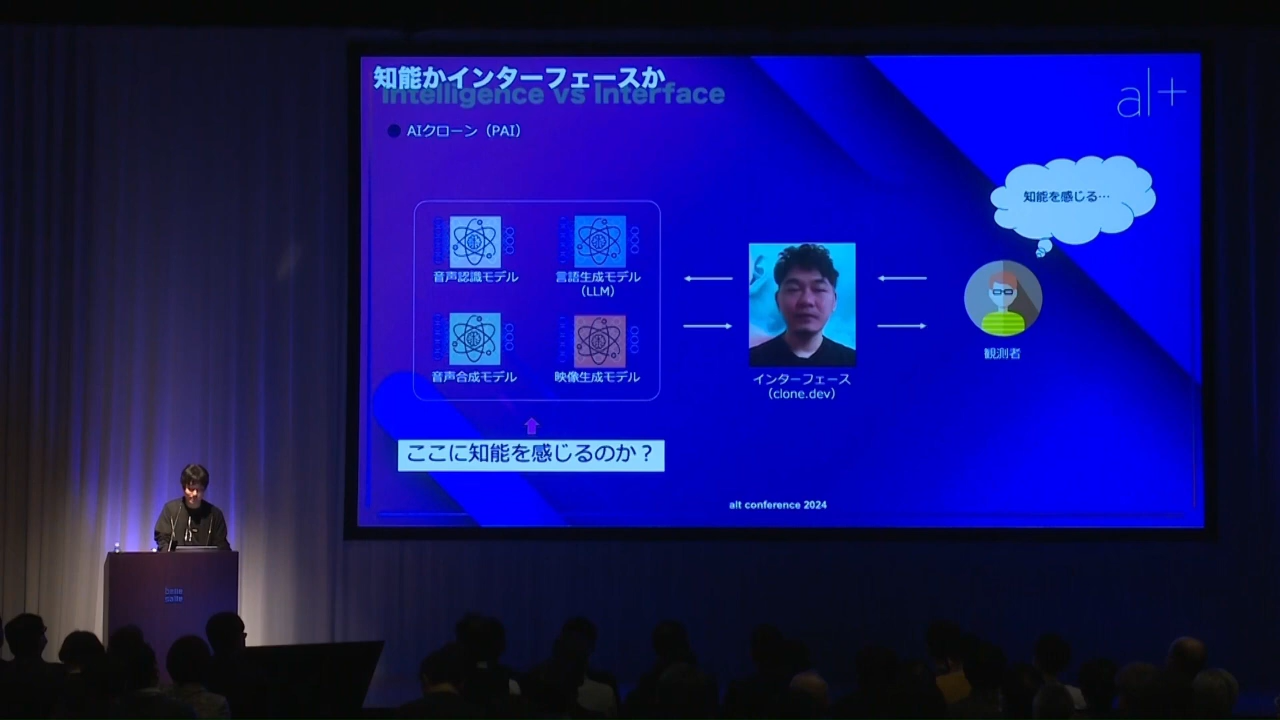 知能かインターフェースか
Intelligence vs Interface
al+
AIクローン（PAI）
知能を感じる…
音声認識モデル
言語生成モデル
（LLM）
音声合成モデル
映像生成モデル
インターフェース
（clone.dev）
観測者
ここに知能を感じるのか？
alt conference 2024
belle
salle